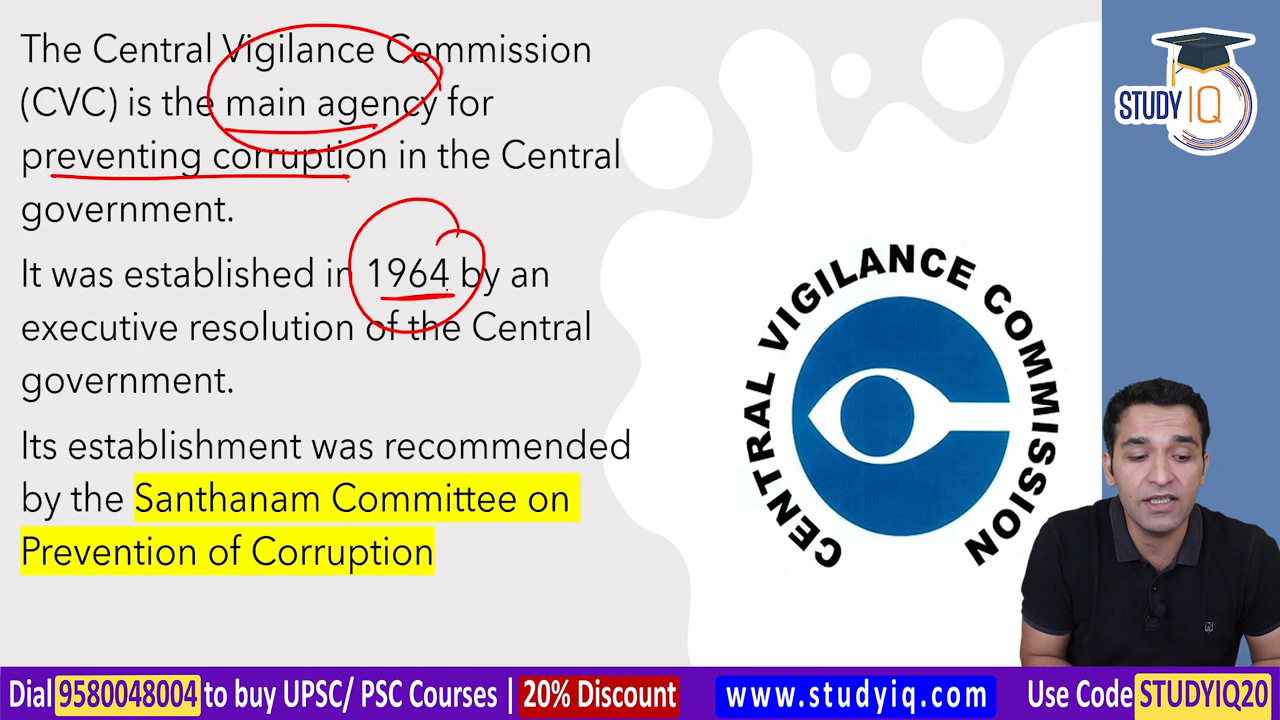 The Central Vigilance Commission
(CVC) is the main agency for
preventing corruption in the Central
government.
It was established in 1964 by an
executive resolution of the Central
government.
Its establishment was recommended
by the Santhanam Committee on
Prevention of Corruption
CENTRAL VIGILANCE COMMISSION
STUDY IQ
Dial 9580048004 to buy UPSC/ PSC Courses | 20% Discount www.studyiq.com Use Code STUDYIQ20